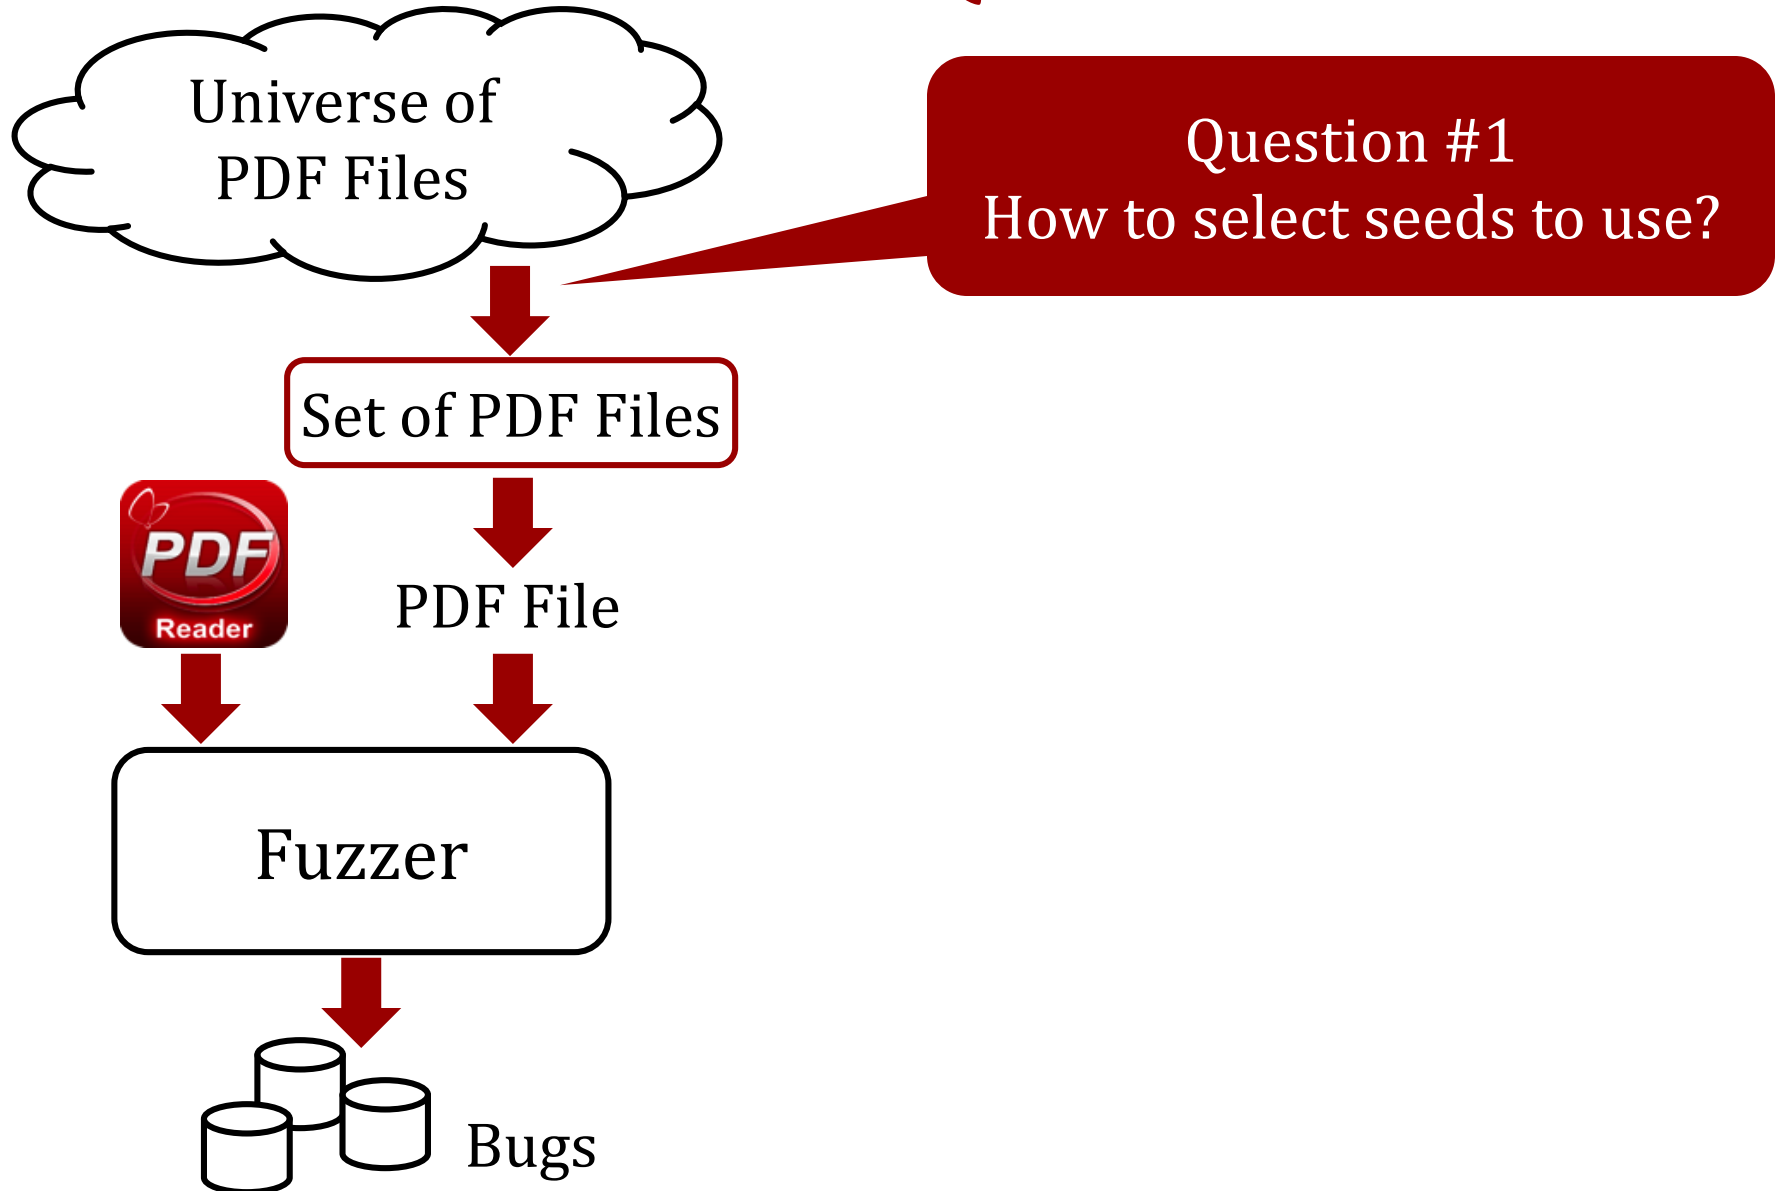 Universe of
PDF Files
Question #1
How to select seeds to use?
Set of PDF Files
PDF
Reader
PDF File
Fuzzer
Bugs